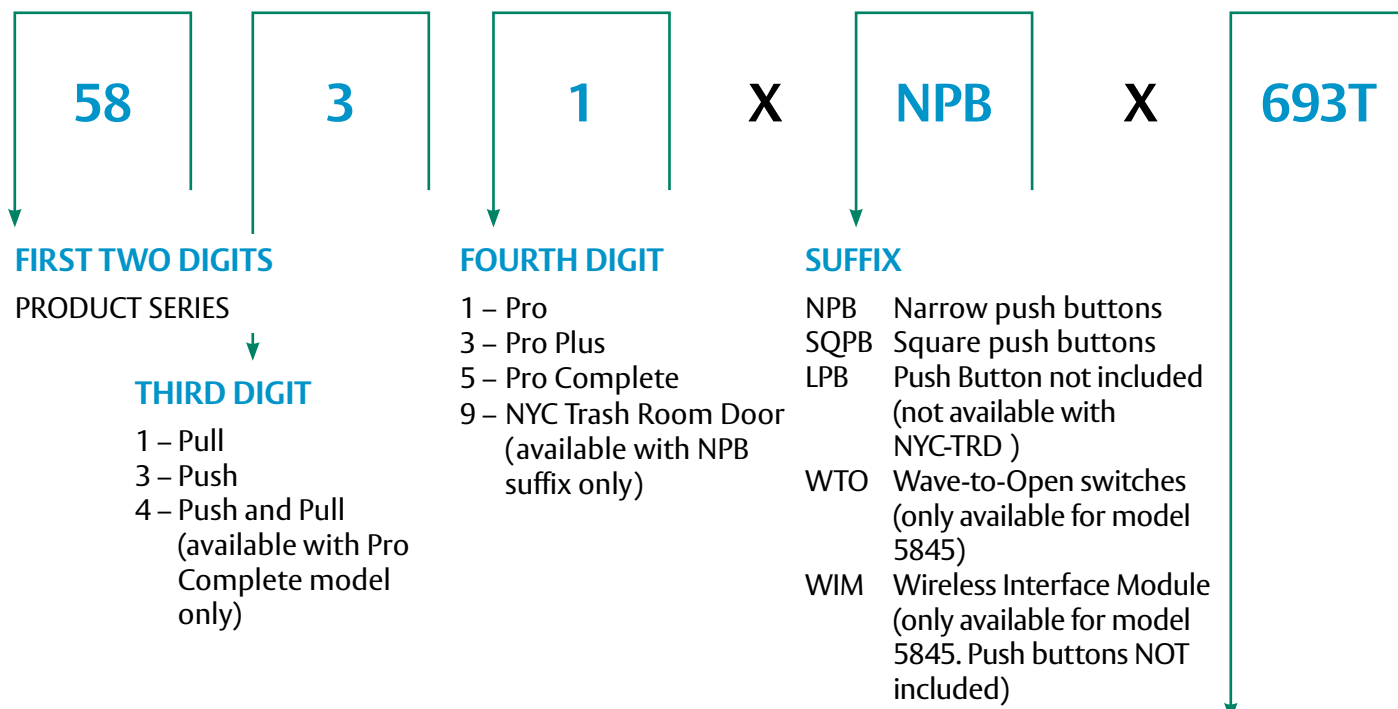 58 3 1 X NPB X 693T
FIRST TWO DIGITS
PRODUCT SERIES
THIRD DIGIT
1 – Pull
3 – Push
4 – Push and Pull
(available with Pro
Complete model
only)
FOURTH DIGIT
1 – Pro
3 – Pro Plus
5 – Pro Complete
9 – NYC Trash Room Door
(available with NPB
suffix only)
SUFFIX
NPB Narrow push buttons
SQPB Square push buttons
LPB Push Button not included
(not available with
NYC-TRD )
WTO Wave-to-Open switches
(only available for model
5845)
WIM Wireless Interface Module
(only available for model
5845. Push buttons NOT
included)